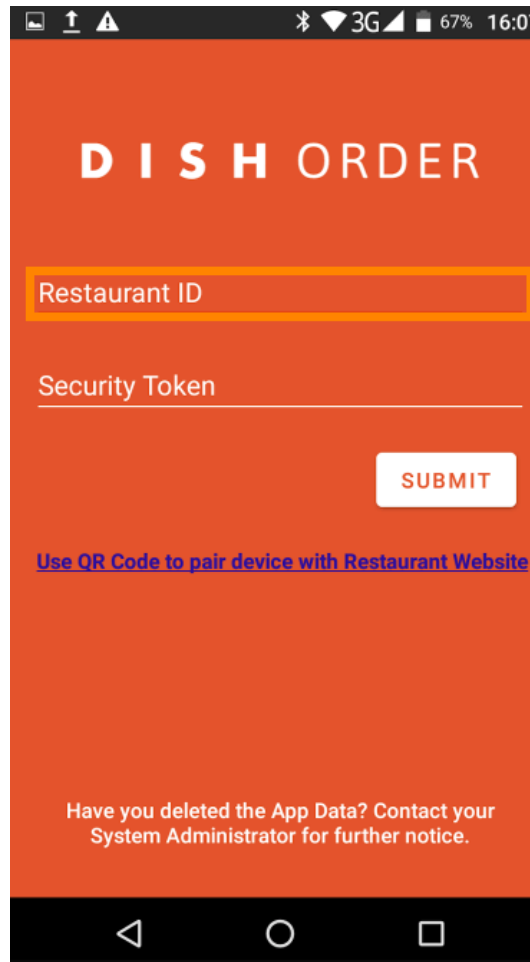 3G 67% 16:0
DISH ORDER
Restaurant ID
Security Token
SUBMIT
Use QR Code to pair device with Restaurant Website
Have you deleted the App Data? Contact your
System Administrator for further notice.